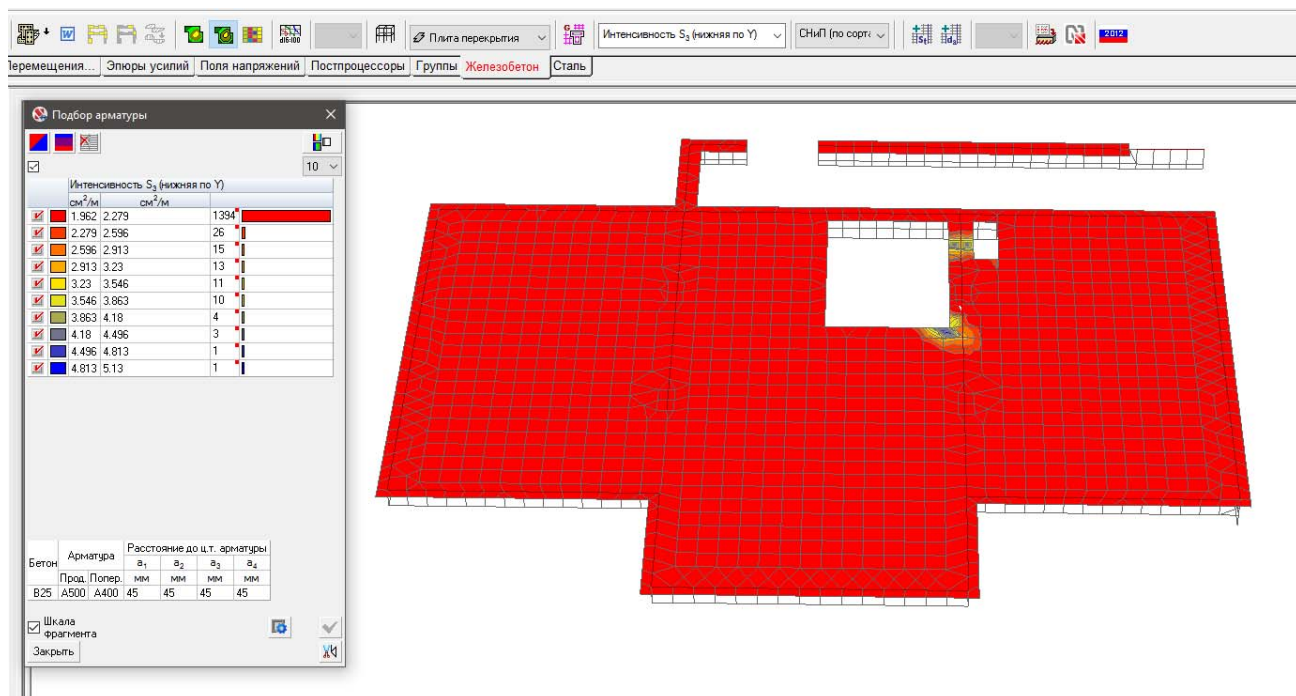 d16:100
Плита перекрытия
Интенсивность S₃ (нижняя по Y)
СНиП (по сорта
2012
Перемещения...
Эпюры усилий
Поля напряжений
Постпроцессоры
Группы
Железобетон
Сталь
Подбор арматуры
10
Интенсивность S₃ (нижняя по Y)
см²/м см²/м
1.962 2.279 1394
2.279 2.596 26
2.596 2.913 15
2.913 3.23 13
3.23 3.546 11
3.546 3.863 10
3.863 4.18 4
4.18 4.496 3
4.496 4.813 1
4.813 5.13 1
Бетон Арматура Расстояние до ц.т. арматуры
a₁ a₂ a₃ a₄
Прод. Попер. мм мм мм мм
B25 A500 A400 45 45 45 45
Шкала
фрагмента
Закрыть